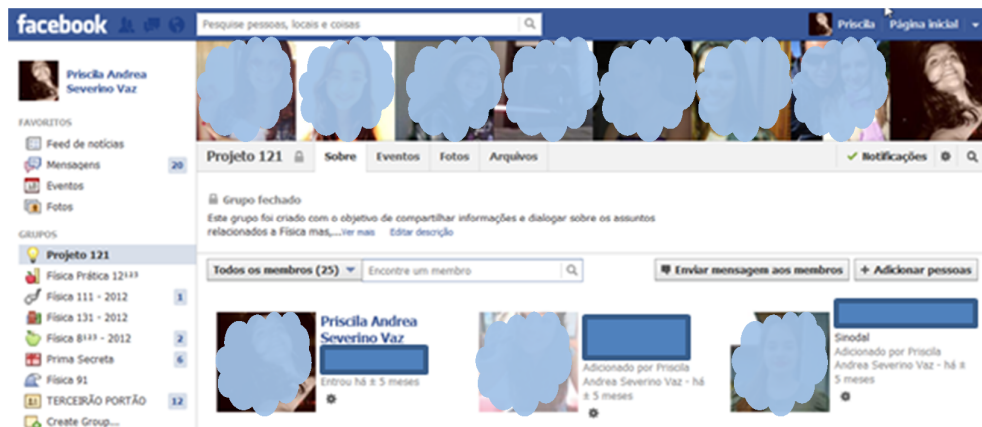 facebook
Pesquise pessoas, locais e coisas
Priscila Página inicial
Priscila Andrea
Severino Vaz
FAVORITOS
Feed de notícias
Mensagens 20
Eventos
Fotos
GRUPOS
Projeto 121
Física Prática 12¹²³
Física 111 - 2012 1
Física 131 - 2012
Física 8¹²³ - 2012 2
Prima Secreta 6
Física 91
TERCEIRÃO PORTÃO 12
Create Group...
Projeto 121 Sobre Eventos Fotos Arquivos Notificações
Grupo fechado
Este grupo foi criado com o objetivo de compartilhar informações e dialogar sobre os assuntos
relacionados a Física mas,...Ver mais Editar descrição
Todos os membros (25) Encontre um membro Enviar mensagem aos membros + Adicionar pessoas
Priscila Andrea
Severino Vaz
Entrou há ± 5 meses
Adicionado por Priscila
Andrea Severino Vaz - há
± 5 meses
Sinodal
Adicionado por Priscila
Andrea Severino Vaz - há ±
5 meses